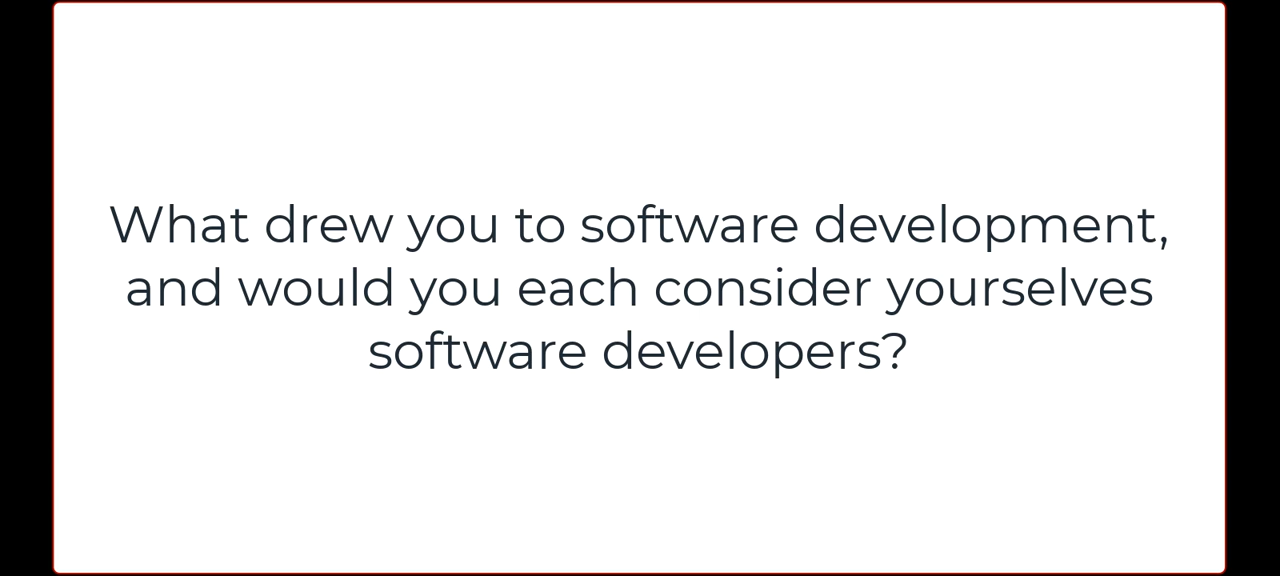 What drew you to software development,
and would you each consider yourselves
software developers?